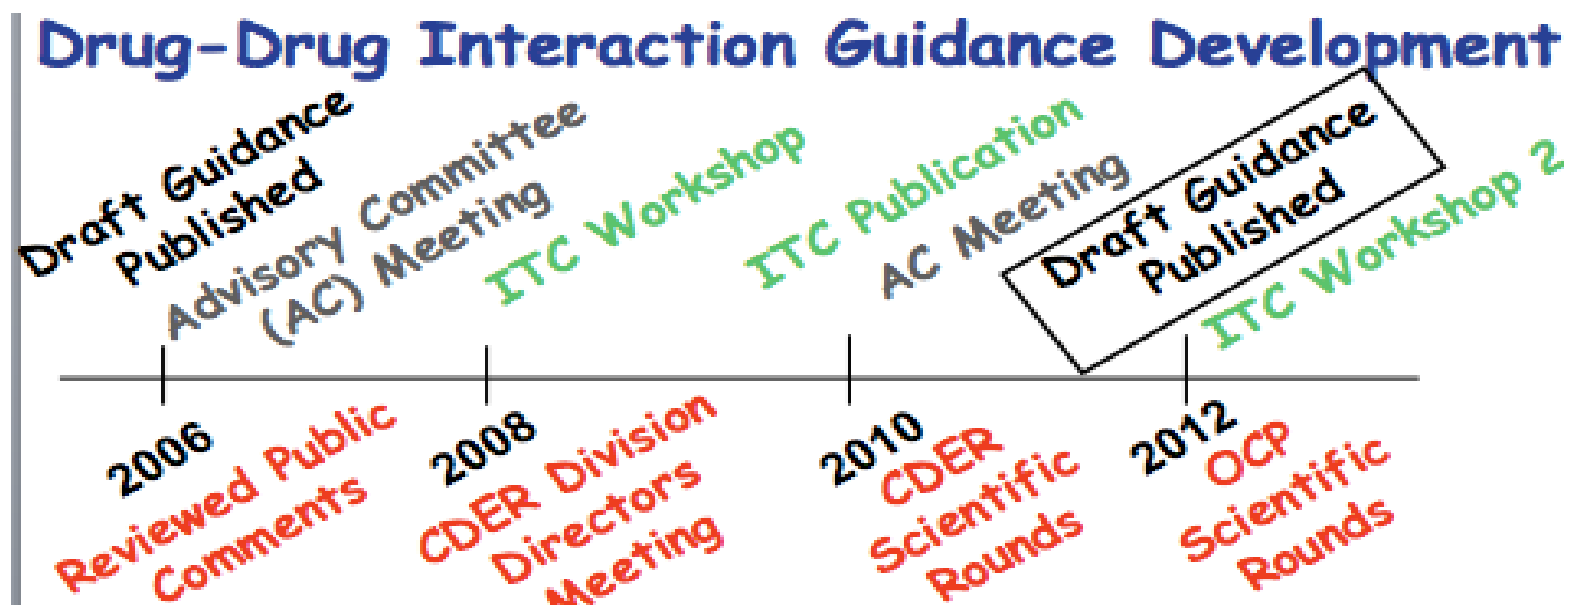 Drug-Drug Interaction Guidance Development
Draft Guidance
Published
Advisory Committee
(AC) Meeting
ITC Workshop
ITC Publication
AC Meeting
Draft Guidance
Published
ITC Workshop 2
2006
2008
2010
2012
Reviewed Public
Comments
CDER Division
Directors
Meeting
CDER
Scientific
Rounds
OCP
Scientific
Rounds